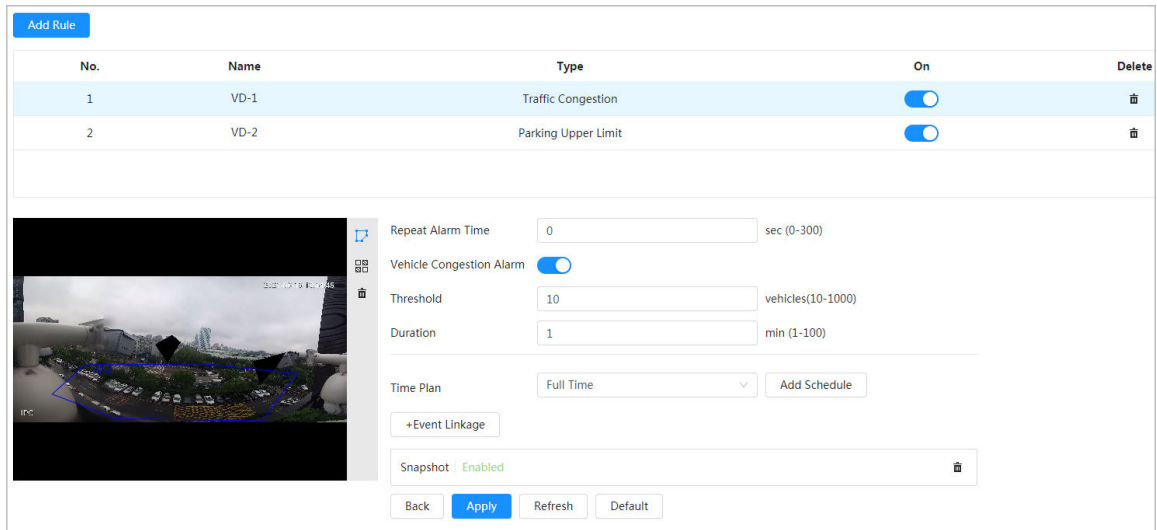 Add Rule
No. Name Type On Delete
1 VD-1 Traffic Congestion
2 VD-2 Parking Upper Limit
Repeat Alarm Time 0 sec (0-300)
Vehicle Congestion Alarm
Threshold 10 vehicles(10-1000)
Duration 1 min (1-100)
Time Plan Full Time Add Schedule
IPC
+Event Linkage
Snapshot Enabled
Back Apply Refresh Default